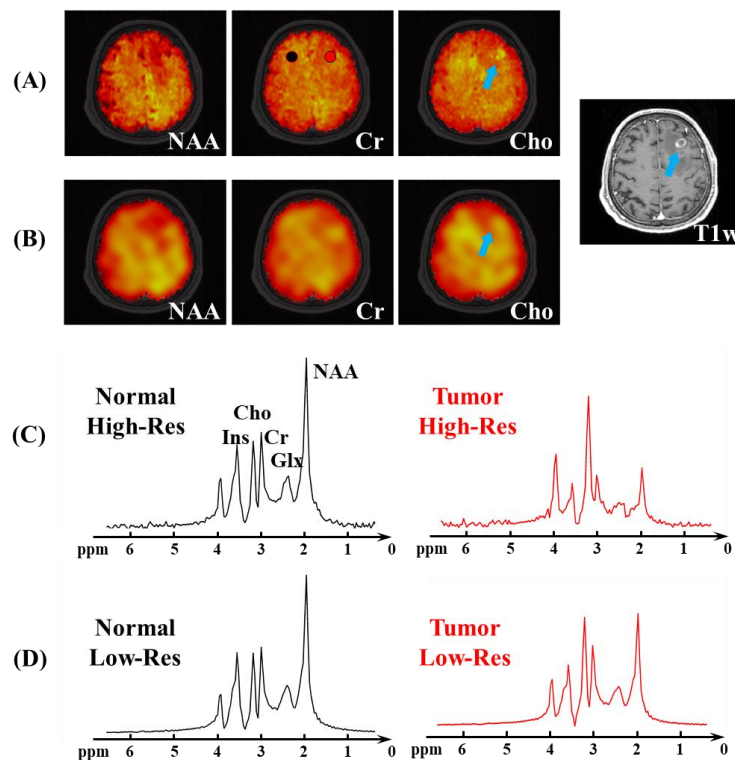 (A)
NAA
Cr
Cho
T1w
(B)
NAA
Cr
Cho
(C)
Normal
High-Res
NAA
Cho
Ins
Cr
Glx
ppm 6 5 4 3 2 1 0
Tumor
High-Res
ppm 6 5 4 3 2 1 0
(D)
Normal
Low-Res
ppm 6 5 4 3 2 1 0
Tumor
Low-Res
ppm 6 5 4 3 2 1 0